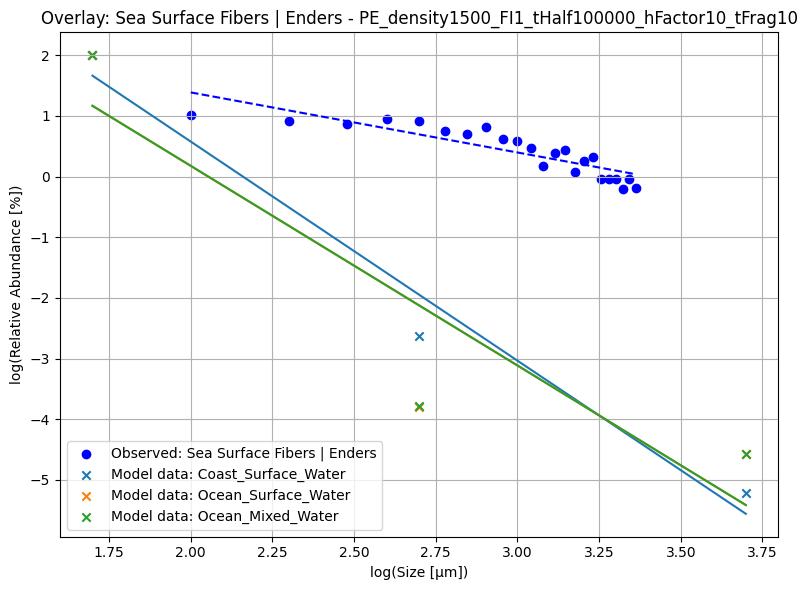 Overlay: Sea Surface Fibers | Enders - PE_density1500_FI1_tHalf100000_hFactor10_tFrag10
log(Relative Abundance [%])
2
1
0
−1
−2
−3
−4
−5
Observed: Sea Surface Fibers | Enders
Model data: Coast_Surface_Water
Model data: Ocean_Surface_Water
Model data: Ocean_Mixed_Water
1.75 2.00 2.25 2.50 2.75 3.00 3.25 3.50 3.75
log(Size [µm])